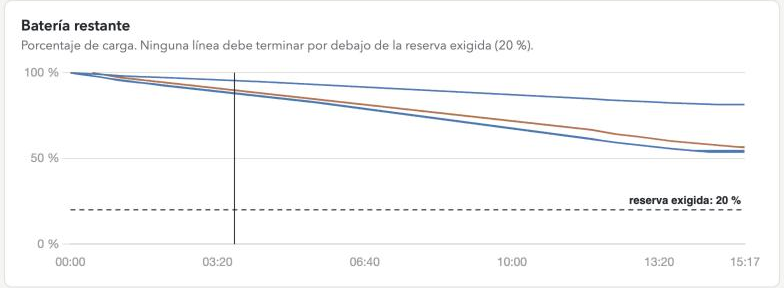 Batería restante
Porcentaje de carga. Ninguna línea debe terminar por debajo de la reserva exigida (20 %).
100 %
50 %
reserva exigida: 20 %
0 %
00:00 03:20 06:40 10:00 13:20 15:17